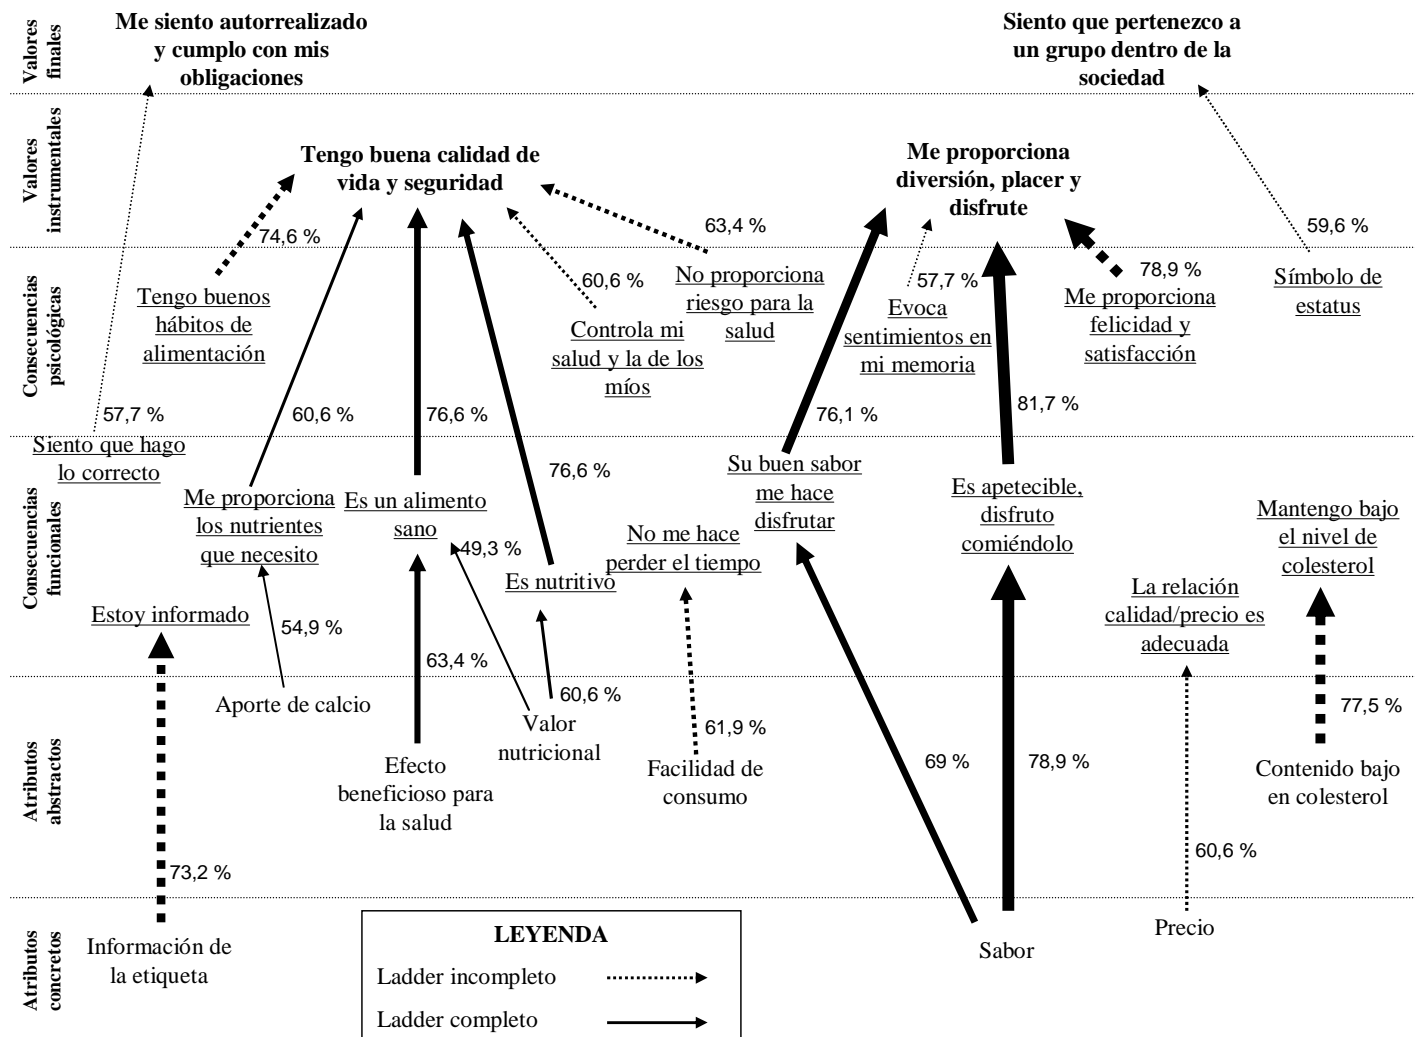 Valores
finales
Me siento autorrealizado
y cumplo con mis
obligaciones
Siento que pertenezco a
un grupo dentro de la
sociedad
Valores
instrumentales
Tengo buena calidad de
vida y seguridad
Me proporciona
diversión, placer y
disfrute
74,6 %
63,4 %
59,6 %
Consecuencias
psicológicas
Tengo buenos
hábitos de
alimentación
60,6 %
Controla mi
salud y la de los
míos
No proporciona
riesgo para la
salud
57,7 %
Evoca
sentimientos en
mi memoria
78,9 %
Me proporciona
felicidad y
satisfacción
Símbolo de
estatus
57,7 %
60,6 %
76,6 %
76,1 %
81,7 %
Consecuencias
funcionales
Siento que hago
lo correcto
Me proporciona
los nutrientes
que necesito
Es un alimento
sano
76,6 %
49,3 %
Es nutritivo
No me hace
perder el tiempo
Su buen sabor
me hace
disfrutar
Es apetecible,
disfruto
comiéndolo
Mantengo bajo
el nivel de
colesterol
La relación
calidad/precio es
adecuada
Estoy informado
54,9 %
63,4 %
60,6 %
Atributos
abstractos
Aporte de calcio
Efecto
beneficioso para
la salud
Valor
nutricional
61,9 %
Facilidad de
consumo
69 %
78,9 %
77,5 %
Contenido bajo
en colesterol
73,2 %
60,6 %
Atributos
concretos
Información de
la etiqueta
Sabor
Precio
LEYENDA
Ladder incompleto
Ladder completo